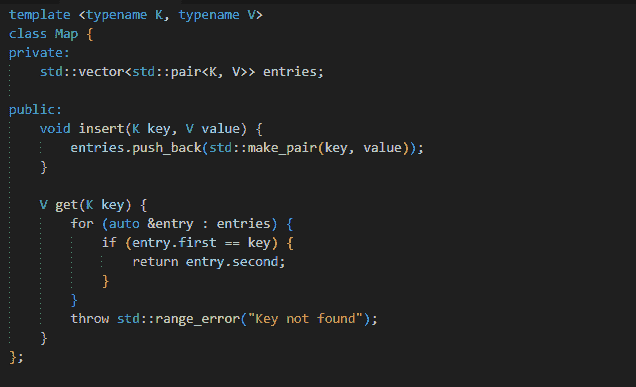 template <typename K, typename V>
class Map {
private:
    std::vector<std::pair<K, V>> entries;

public:
    void insert(K key, V value) {
        entries.push_back(std::make_pair(key, value));
    }

    V get(K key) {
        for (auto &entry : entries) {
            if (entry.first == key) {
                return entry.second;
            }
        }
        throw std::range_error("Key not found");
    }
};